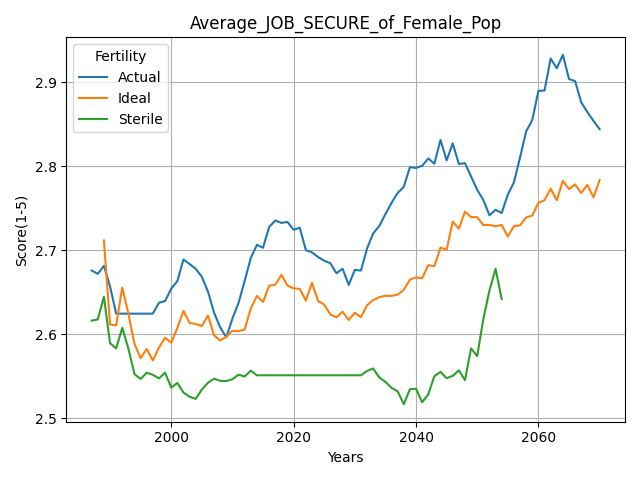 Average_JOB_SECURE_of_Female_Pop
Fertility
Actual
Ideal
Sterile
Score(1-5)
2.9
2.8
2.7
2.6
2.5
2000
2020
2040
2060
Years